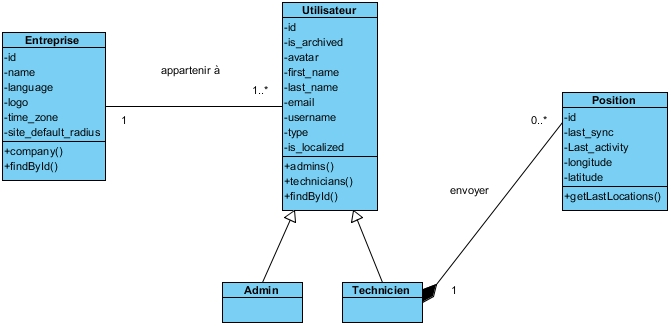 Entreprise
-id
-name
-language
-logo
-time_zone
-site_default_radius
+company()
+findById()
appartenir à
1
1..*
Utilisateur
-id
-is_archived
-avatar
-first_name
-last_name
-email
-username
-type
-is_localized
+admins()
+technicians()
+findById()
Position
-id
-last_sync
-Last_activity
-longitude
-latitude
+getLastLocations()
0..*
envoyer
1
Admin
Technicien